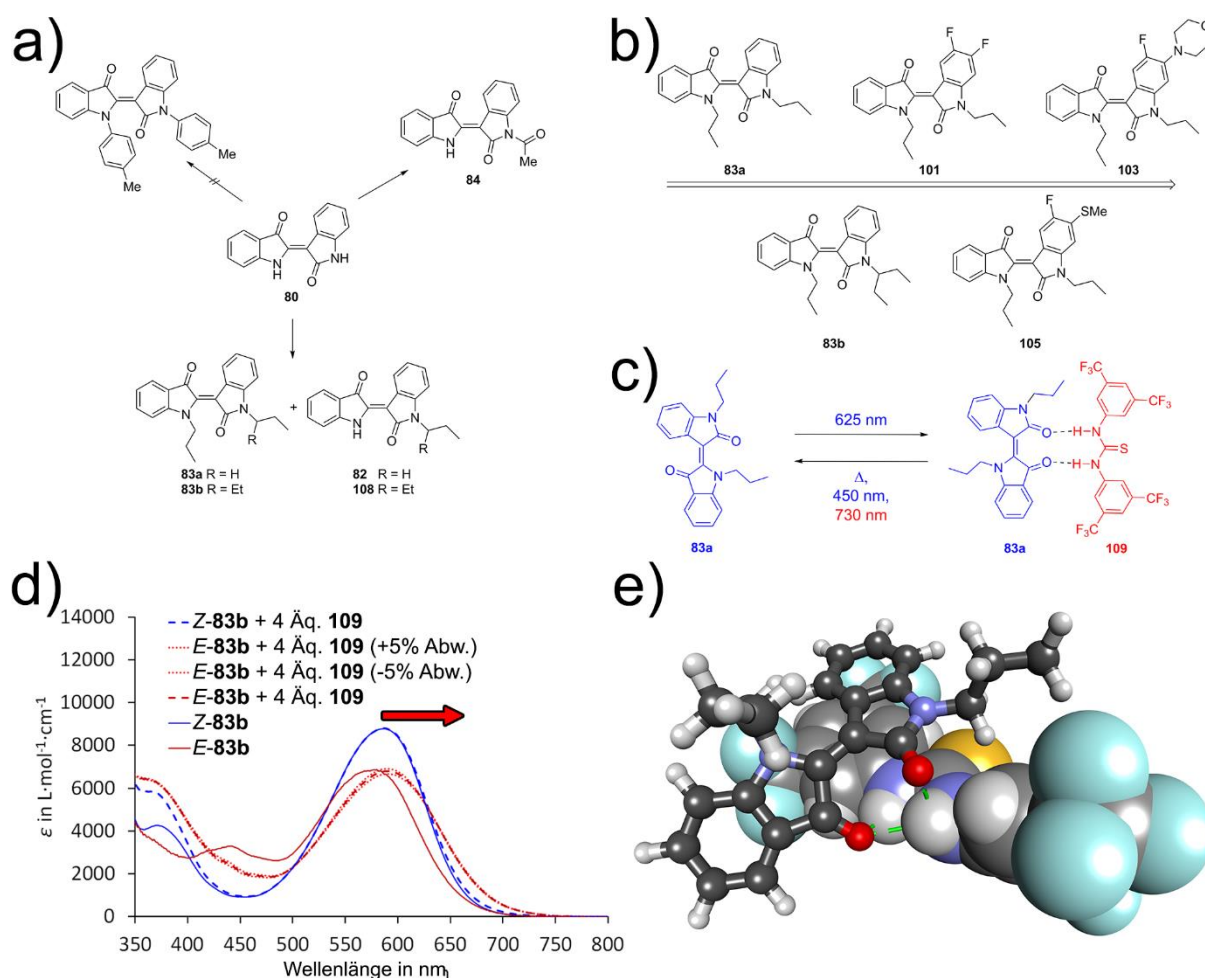 a)
O
N
O
N
Me
Me
O
N
H
O
N
O
Me
84
O
N
H
O
NH
80
O
N
O
N
R
+
O
N
H
O
N
R
83a R = H
83b R = Et
82 R = H
108 R = Et
b)
O
N
O
N
83a
O
F
F
N
O
N
101
O
F
N
O
N
O
N
103
O
N
O
N
83b
O
F
SMe
N
O
N
105
c)
N
O
O
N
83a
625 nm
Δ,
450 nm,
730 nm
N
O
N
O
83a
F3C
CF3
H
N
S
H
N
CF3
F3C
109
d)
14000
12000
10000
8000
6000
4000
2000
0
ε in L·mol-1·cm-1
Z-83b + 4 Äq. 109
E-83b + 4 Äq. 109 (+5% Abw.)
E-83b + 4 Äq. 109 (-5% Abw.)
E-83b + 4 Äq. 109
Z-83b
E-83b
350 400 450 500 550 600 650 700 750 800
Wellenlänge in nm
e)